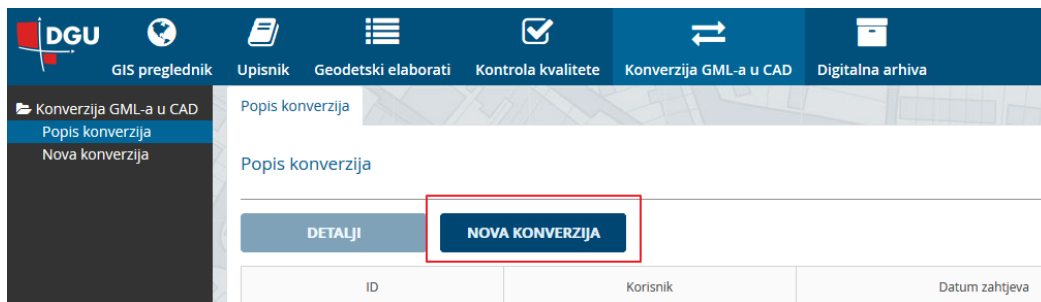 DGU
GIS preglednik Upisnik Geodetski elaborati Kontrola kvalitete Konverzija GML-a u CAD Digitalna arhiva
Konverzija GML-a u CAD
Popis konverzija
Nova konverzija
Popis konverzija
Popis konverzija
DETALJI NOVA KONVERZIJA
ID Korisnik Datum zahtjeva